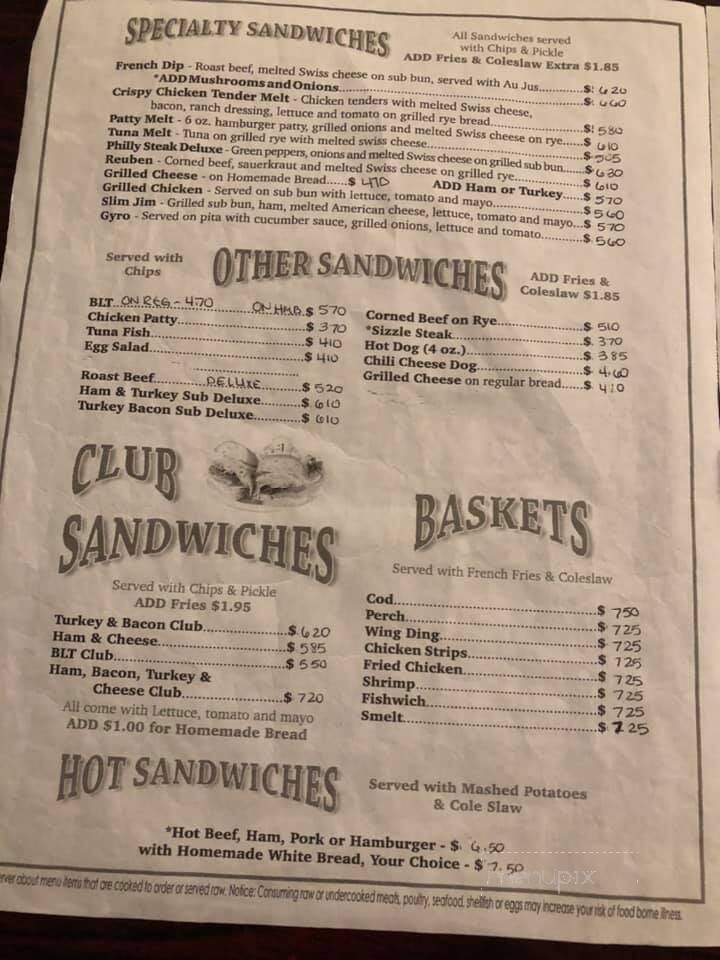 SPECIALTY SANDWICHES
All Sandwiches served
with Chips & Pickle
ADD Fries & Coleslaw Extra $1.85
French Dip - Roast beef, melted Swiss cheese on sub bun, served with Au Jus...........$ 620
*ADD Mushrooms and Onions.......................................................$ 660
Crispy Chicken Tender Melt - Chicken tenders with melted Swiss cheese,
bacon, ranch dressing, lettuce and tomato on grilled rye bread......................$ 580
Patty Melt - 6 oz. hamburger patty, grilled onions and melted Swiss cheese on rye......$ 610
Tuna Melt - Tuna on grilled rye with melted swiss cheese......................................$ 505
Philly Steak Deluxe - Green peppers, onions and melted Swiss cheese on grilled sub bun.......$ 630
Reuben - Corned beef, sauerkraut and melted Swiss cheese on grilled rye...................$ 610
Grilled Cheese - on Homemade Bread......$ 470 ADD Ham or Turkey......$ 570
Grilled Chicken - Served on sub bun with lettuce, tomato and mayo.........................$ 560
Slim Jim - Grilled sub bun, ham, melted American cheese, lettuce, tomato and mayo...$ 570
Gyro - Served on pita with cucumber sauce, grilled onions, lettuce and tomato............$ 560
Served with
Chips
OTHER SANDWICHES
ADD Fries &
Coleslaw $1.85
BLT ON REG - 470 ON HMB $ 570
Chicken Patty.................................$ 370
Tuna Fish.......................................$ 410
Egg Salad.......................................$ 410
Roast Beef DELUXE $ 520
Ham & Turkey Sub Deluxe............$ 610
Turkey Bacon Sub Deluxe.............$ 610
Corned Beef on Rye.....................$ 510
*Sizzle Steak.................................$ 370
Hot Dog (4 oz.).............................$ 385
Chili Cheese Dog..........................$ 4.60
Grilled Cheese on regular bread......$ 410
CLUB
SANDWICHES
Served with Chips & Pickle
ADD Fries $1.95
Turkey & Bacon Club.....................$ 620
Ham & Cheese................................$ 585
BLT Club........................................$ 550
Ham, Bacon, Turkey &
Cheese Club.........................$ 720
All come with Lettuce, tomato and mayo
ADD $1.00 for Homemade Bread
BASKETS
Served with French Fries & Coleslaw
Cod..................................................$ 750
Perch................................................$ 725
Wing Ding.........................................$ 725
Chicken Strips...................................$ 725
Fried Chicken....................................$ 725
Shrimp..............................................$ 725
Fishwich...........................................$ 725
Smelt................................................$ 725
HOT SANDWICHES
Served with Mashed Potatoes
& Cole Slaw
*Hot Beef, Ham, Pork or Hamburger - $ 6.50
with Homemade White Bread, Your Choice - $ 7.50
menupix
about menu items that are cooked to order or served raw. Notice: Consuming raw or undercooked meats, poultry, seafood, shellfish or eggs may increase your risk of food borne illness.